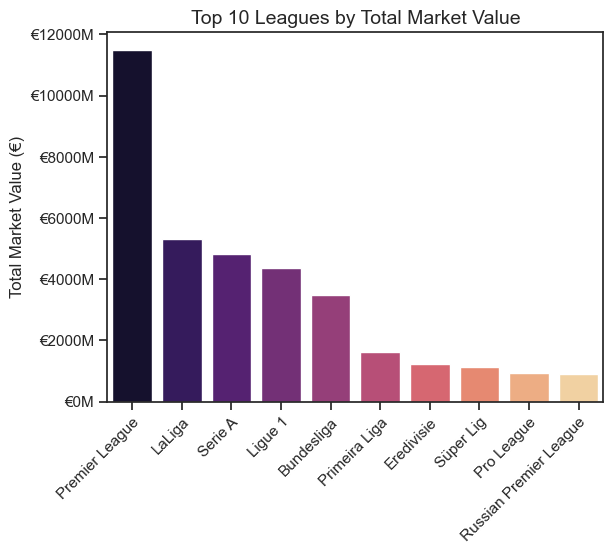 Top 10 Leagues by Total Market Value
Total Market Value (€)
€12000M
€10000M
€8000M
€6000M
€4000M
€2000M
€0M
Premier League
LaLiga
Serie A
Ligue 1
Bundesliga
Primeira Liga
Eredivisie
Süper Lig
Pro League
Russian Premier League